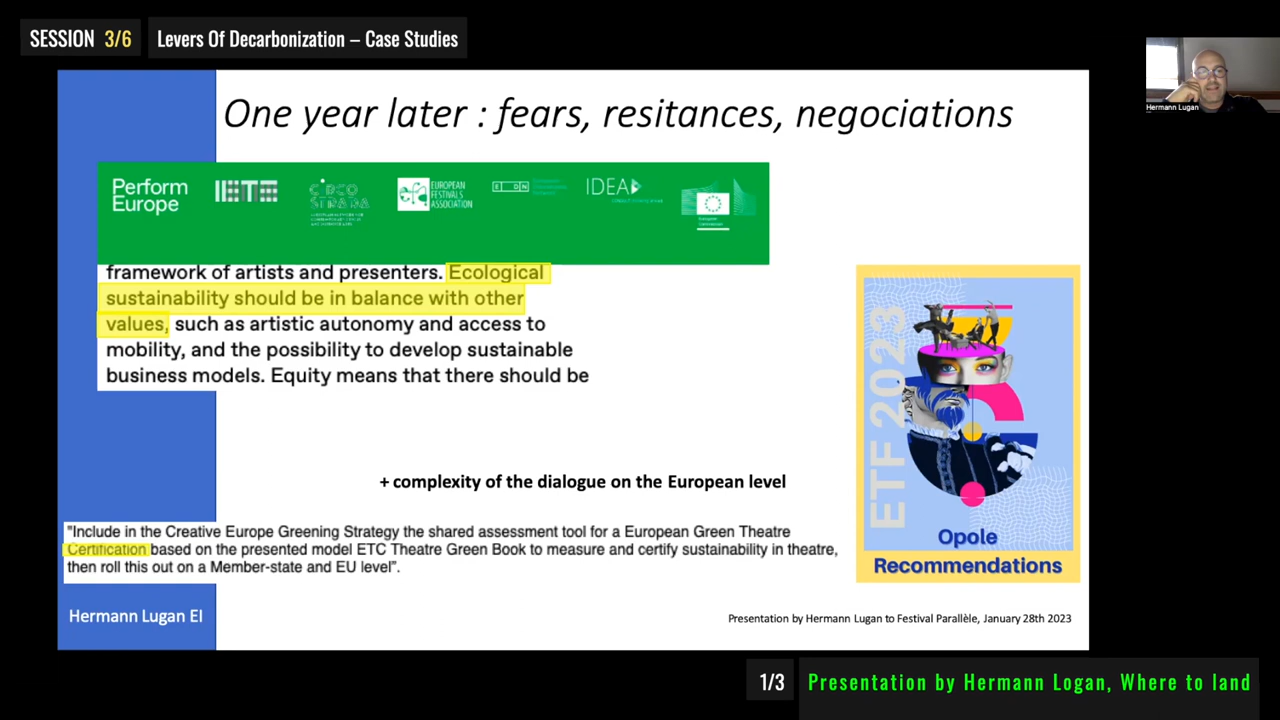 SESSION 3/6
Levers Of Decarbonization – Case Studies
Hermann Lugan
One year later : fears, resitances, negociations
Perform
Europe
IETM
CIRCO
STRADA
EUROPEAN
FESTIVALS
ASSOCIATION
EDN
IDEA
European
Commission
framework of artists and presenters. Ecological
sustainability should be in balance with other
values, such as artistic autonomy and access to
mobility, and the possibility to develop sustainable
business models. Equity means that there should be
ETF 2023
Opole
Recommendations
+ complexity of the dialogue on the European level
"Include in the Creative Europe Greening Strategy the shared assessment tool for a European Green Theatre
Certification based on the presented model ETC Theatre Green Book to measure and certify sustainability in theatre,
then roll this out on a Member-state and EU level”.
Hermann Lugan EI
Presentation by Hermann Lugan to Festival Parallèle, January 28th 2023
1/3
Presentation by Hermann Logan, Where to land